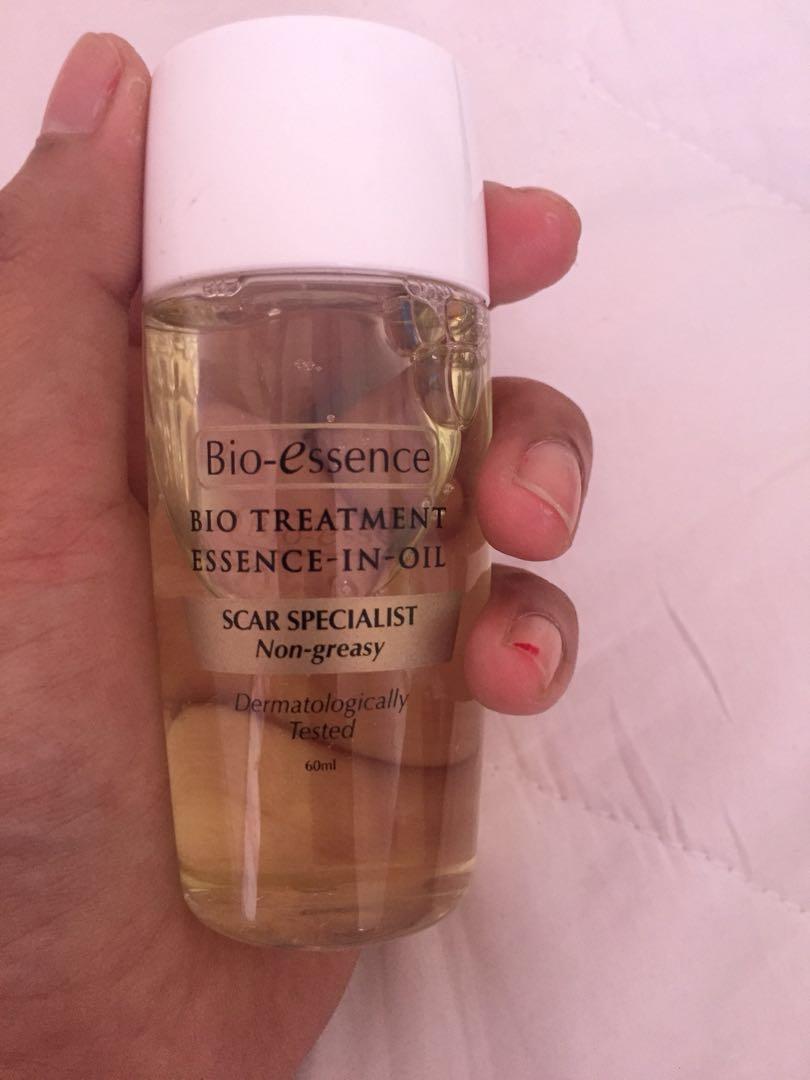 Bio-essence
BIO TREATMENT
ESSENCE-IN-OIL
SCAR SPECIALIST
Non-greasy
Dermatologically
Tested
60ml